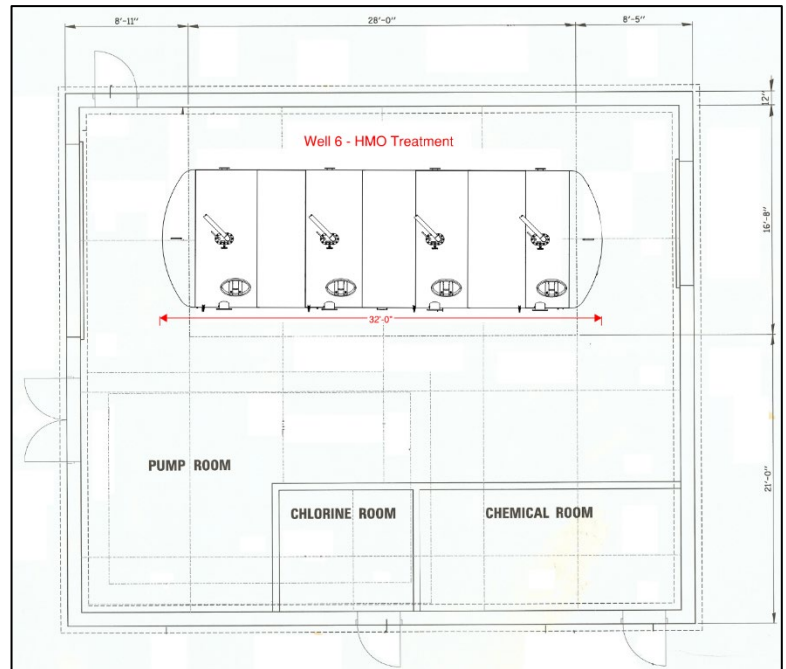 8'-11"
28'-0"
8'-5"
12"
Well 6 - HMO Treatment
16'-8"
32'-0"
PUMP ROOM
21'-0"
CHLORINE ROOM
CHEMICAL ROOM